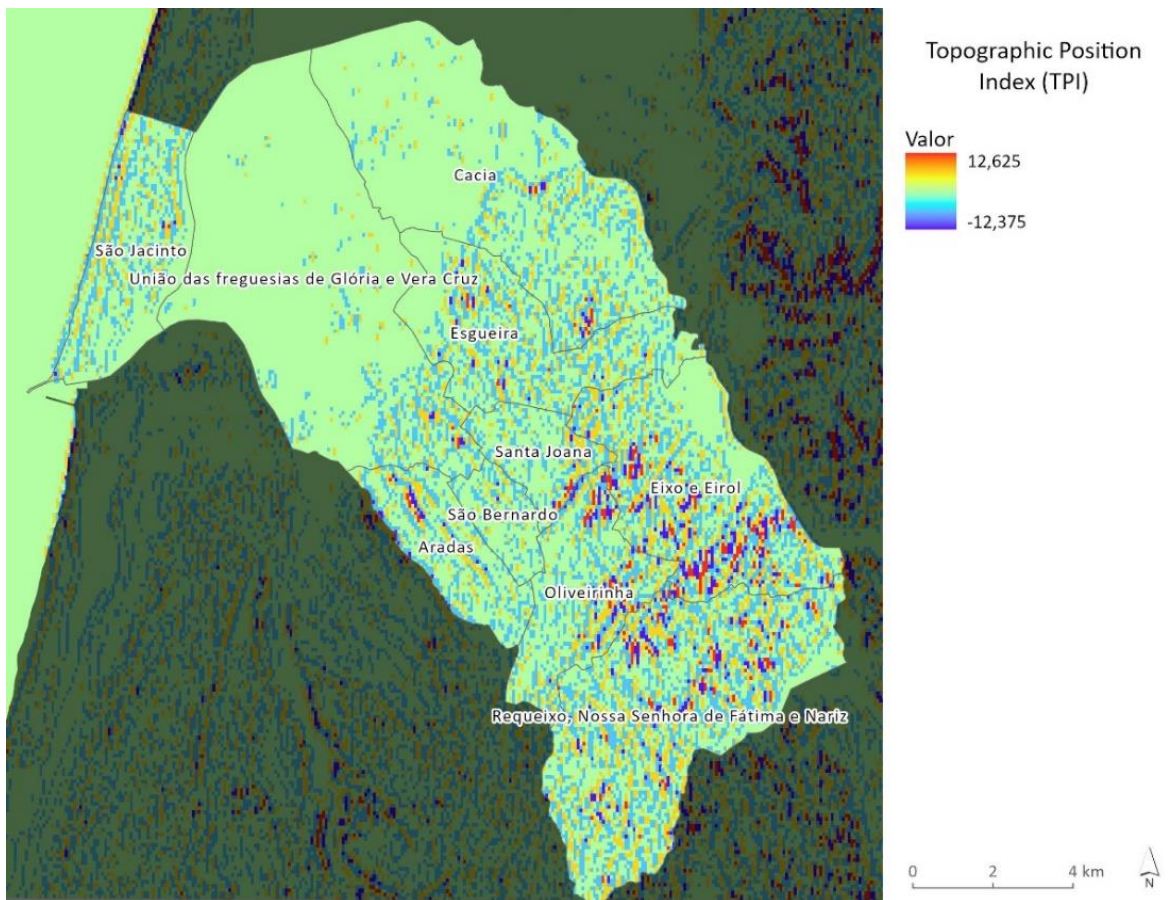 Topographic Position
Index (TPI)
Valor
12,625
-12,375
Cacia
São Jacinto
União das freguesias de Glória e Vera Cruz
Esgueira
Santa Joana
Eixo e Eirol
São Bernardo
Aradas
Oliveirinha
Requeixo, Nossa Senhora de Fátima e Nariz
0 2 4 km
N